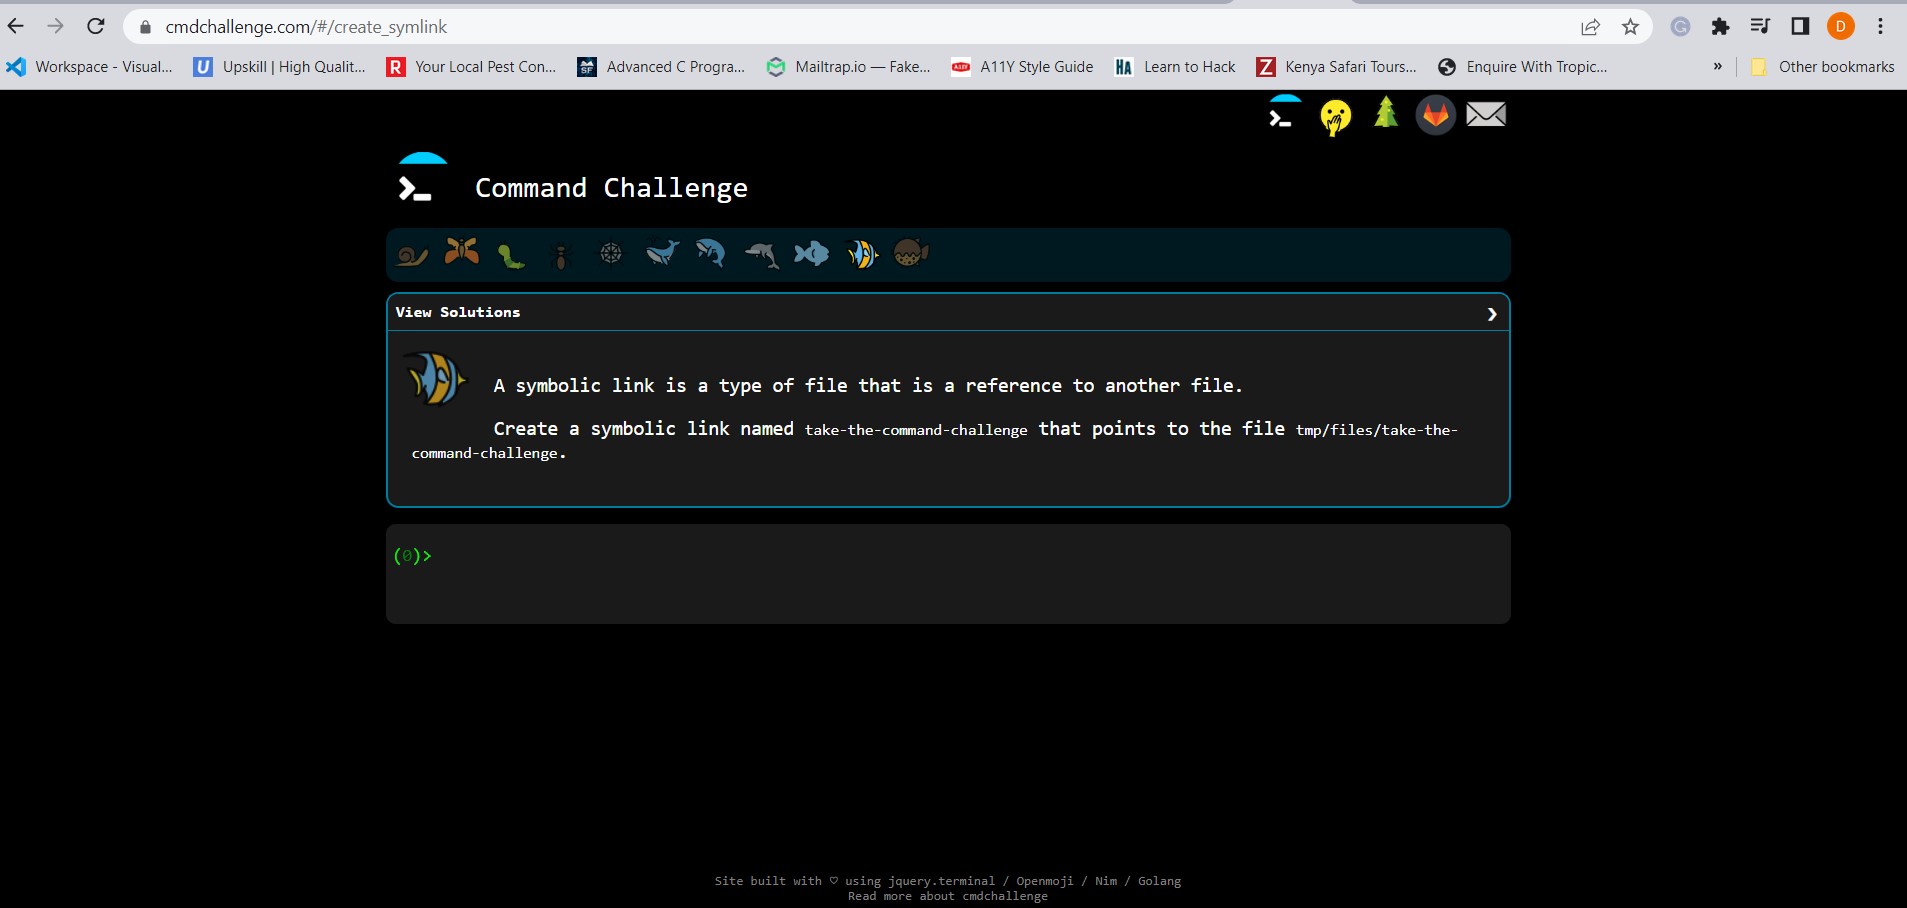 cmdchallenge.com/#/create_symlink
D
Workspace - Visual... Upskill | High Qualit... Your Local Pest Con... Advanced C Progra... Mailtrap.io — Fake... A11Y Style Guide Learn to Hack Kenya Safari Tours... Enquire With Tropic... » Other bookmarks
Command Challenge
View Solutions
A symbolic link is a type of file that is a reference to another file.
Create a symbolic link named take-the-command-challenge that points to the file tmp/files/take-the-
command-challenge.
(0)>
Site built with ♡ using jquery.terminal / Openmoji / Nim / Golang
Read more about cmdchallenge